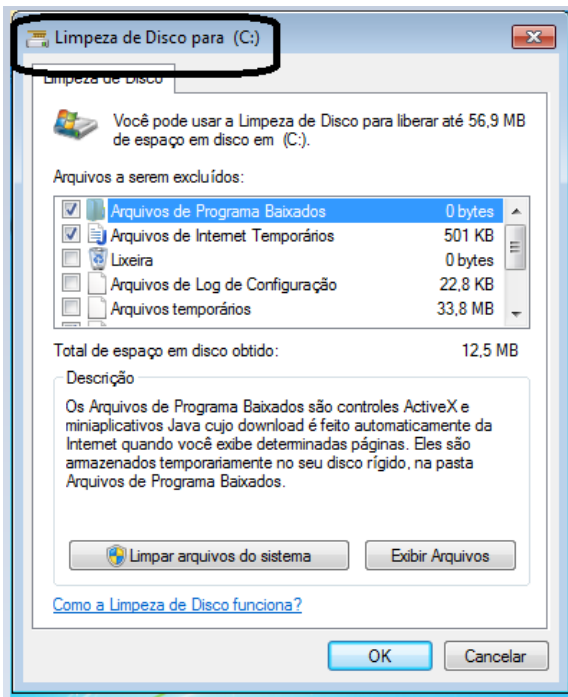 Limpeza de Disco para  (C:)
Limpeza de Disco
Você pode usar a Limpeza de Disco para liberar até 56,9 MB
de espaço em disco em  (C:).
Arquivos a serem excluídos:
Arquivos de Programa Baixados 0 bytes
Arquivos de Internet Temporários 501 KB
Lixeira 0 bytes
Arquivos de Log de Configuração 22,8 KB
Arquivos temporários 33,8 MB
Total de espaço em disco obtido: 12,5 MB
Descrição
Os Arquivos de Programa Baixados são controles ActiveX e
miniaplicativos Java cujo download é feito automaticamente da
Internet quando você exibe determinadas páginas. Eles são
armazenados temporariamente no seu disco rígido, na pasta
Arquivos de Programa Baixados.
Limpar arquivos do sistema Exibir Arquivos
Como a Limpeza de Disco funciona?
OK Cancelar